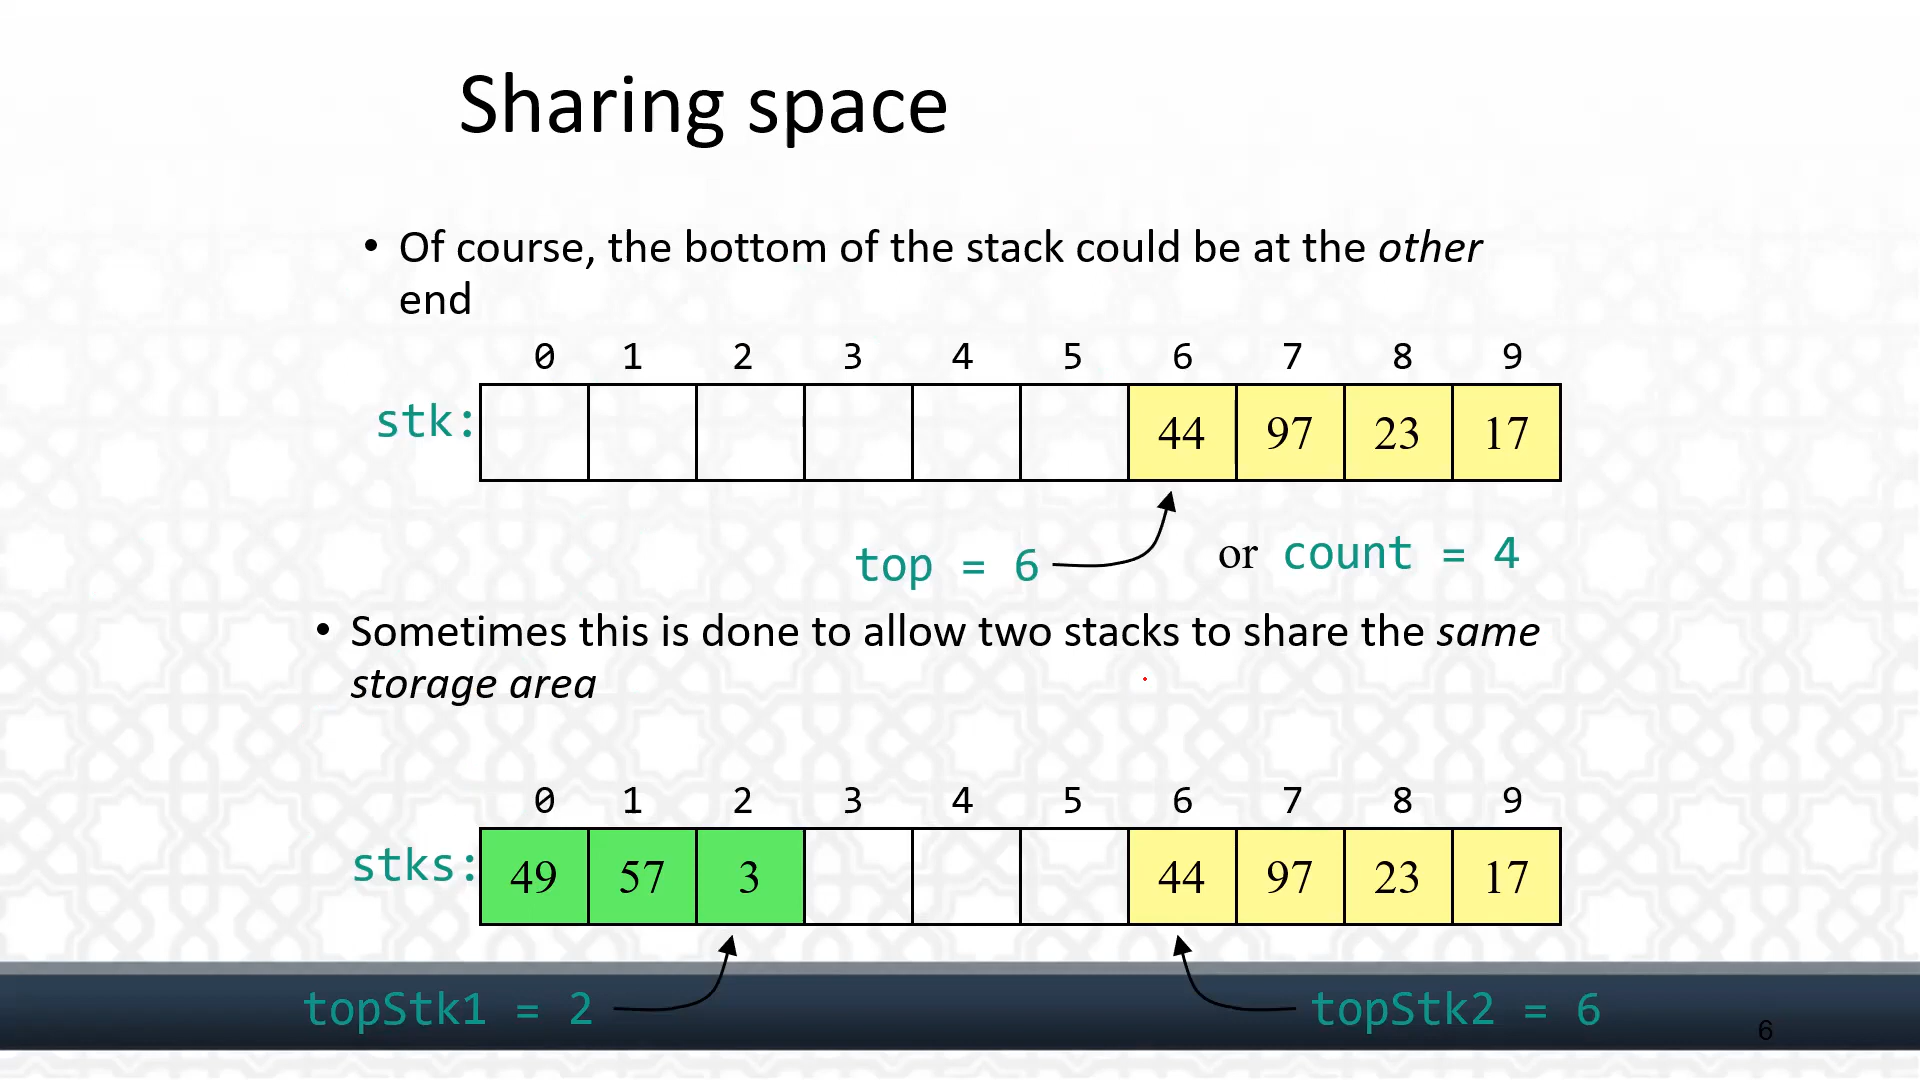 Sharing space
• Of course, the bottom of the stack could be at the other
end
0 1 2 3 4 5 6 7 8 9
stk: 44 97 23 17
top = 6 or count = 4
• Sometimes this is done to allow two stacks to share the same
storage area
0 1 2 3 4 5 6 7 8 9
stks: 49 57 3 44 97 23 17
topStk1 = 2 topStk2 = 6
6